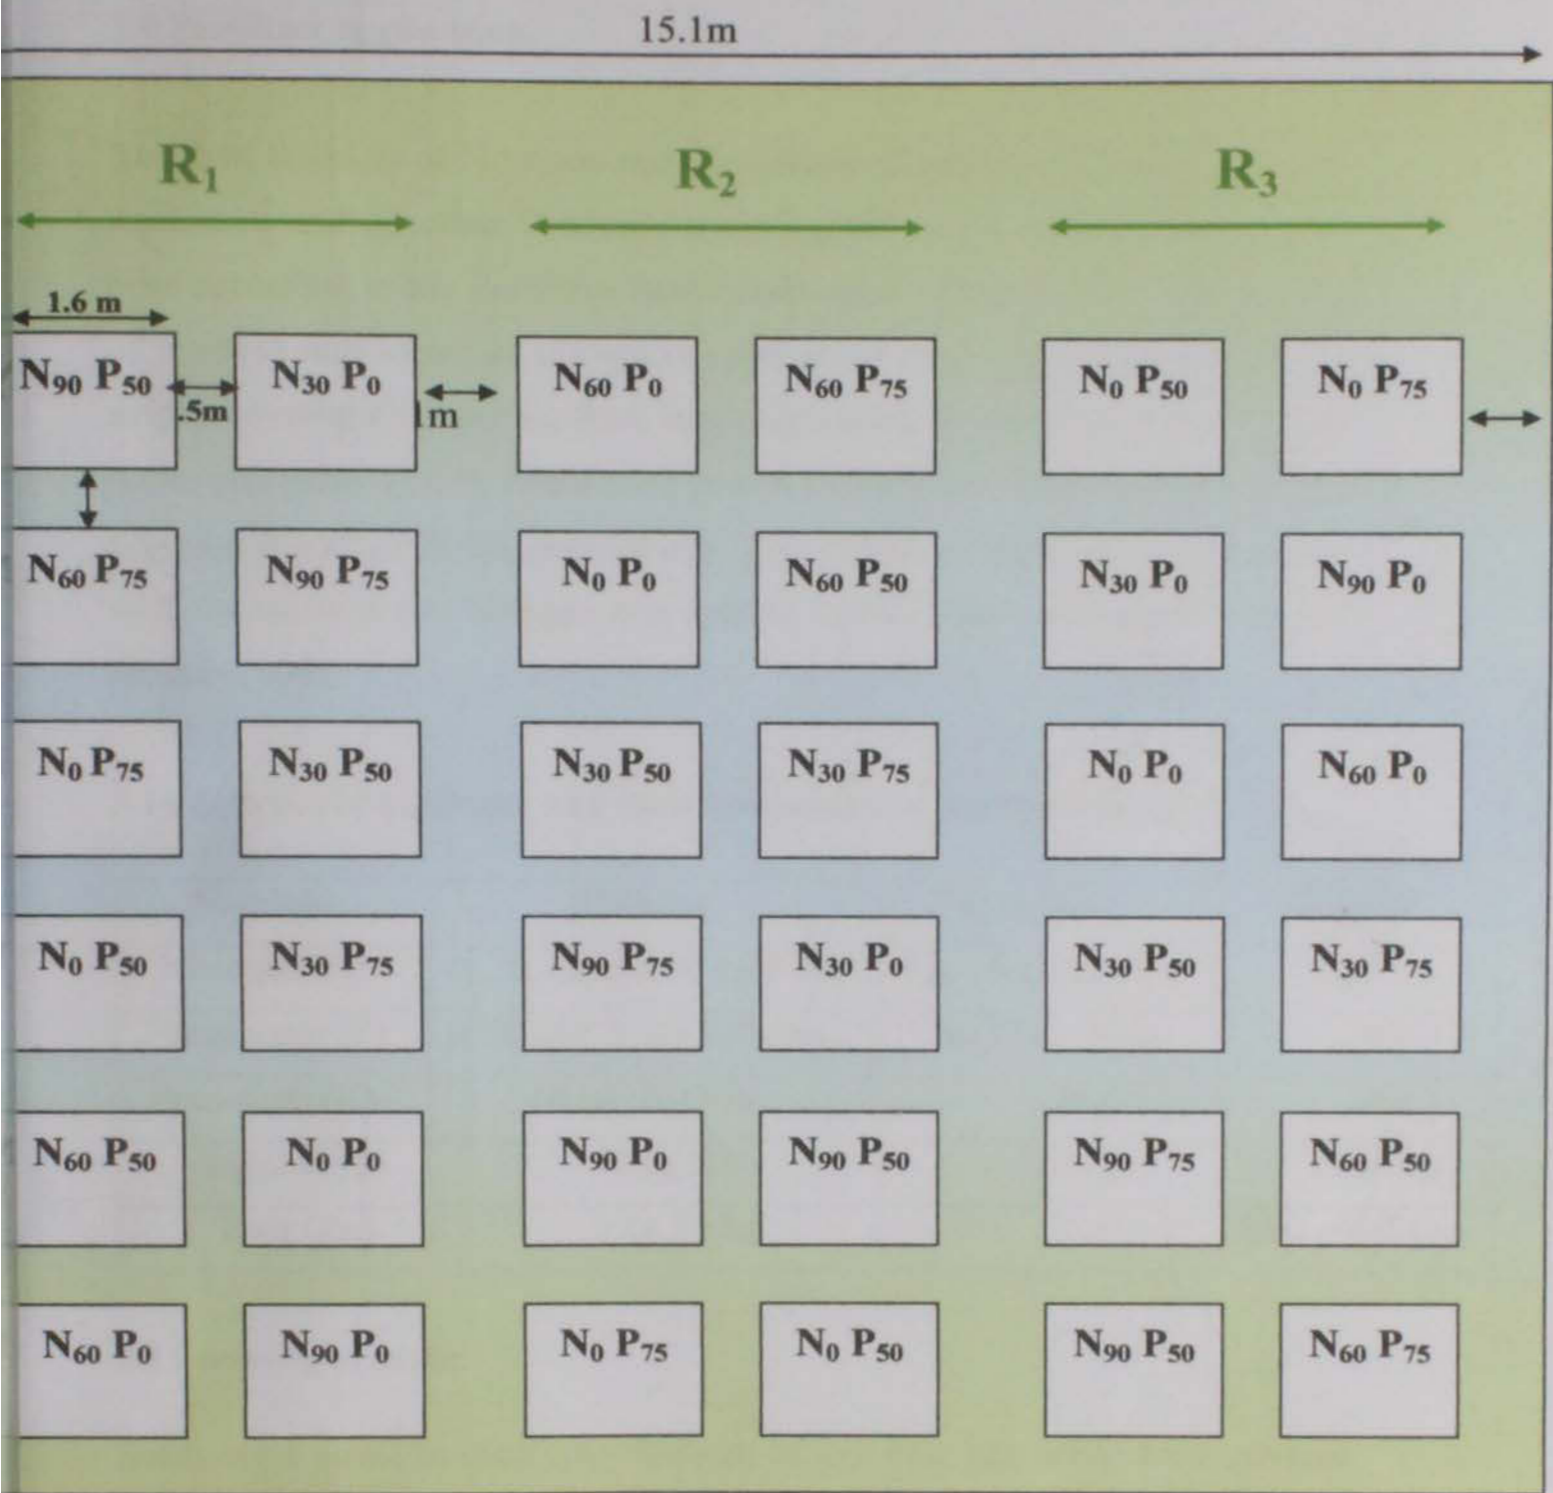 15.1m
R₁ R₂ R₃
1.6 m
N₉₀ P₅₀ N₃₀ P₀ N₆₀ P₀ N₆₀ P₇₅ N₀ P₅₀ N₀ P₇₅
.5m 1m
N₆₀ P₇₅ N₉₀ P₇₅ N₀ P₀ N₆₀ P₅₀ N₃₀ P₀ N₉₀ P₀
N₀ P₇₅ N₃₀ P₅₀ N₃₀ P₅₀ N₃₀ P₇₅ N₀ P₀ N₆₀ P₀
N₀ P₅₀ N₃₀ P₇₅ N₉₀ P₇₅ N₃₀ P₀ N₃₀ P₅₀ N₃₀ P₇₅
N₆₀ P₅₀ N₀ P₀ N₉₀ P₀ N₉₀ P₅₀ N₉₀ P₇₅ N₆₀ P₅₀
N₆₀ P₀ N₉₀ P₀ N₀ P₇₅ N₀ P₅₀ N₉₀ P₅₀ N₆₀ P₇₅